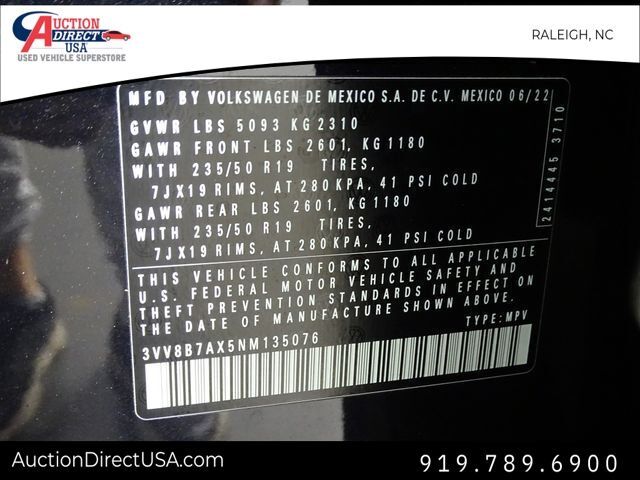 AUCTION
DIRECT
USA
USED VEHICLE SUPERSTORE
RALEIGH, NC
MFD BY VOLKSWAGEN DE MEXICO S.A. DE C.V. MEXICO 06/22
GVWR LBS 5093 KG 2310
GAWR FRONT LBS 2601, KG 1180
WITH 235/50 R19 TIRES,
7JX19 RIMS, AT 280 KPA, 41 PSI COLD
GAWR REAR LBS 2601, KG 1180
WITH 235/50 R19 TIRES,
7JX19 RIMS, AT 280 KPA, 41 PSI COLD
2414445 3710
THIS VEHICLE CONFORMS TO ALL APPLICABLE
U.S. FEDERAL MOTOR VEHICLE SAFETY AND
THEFT PREVENTION STANDARDS IN EFFECT ON
THE DATE OF MANUFACTURE SHOWN ABOVE.
3VV8B7AX5NM135076 TYPE: MPV
AuctionDirectUSA.com
919.789.6900